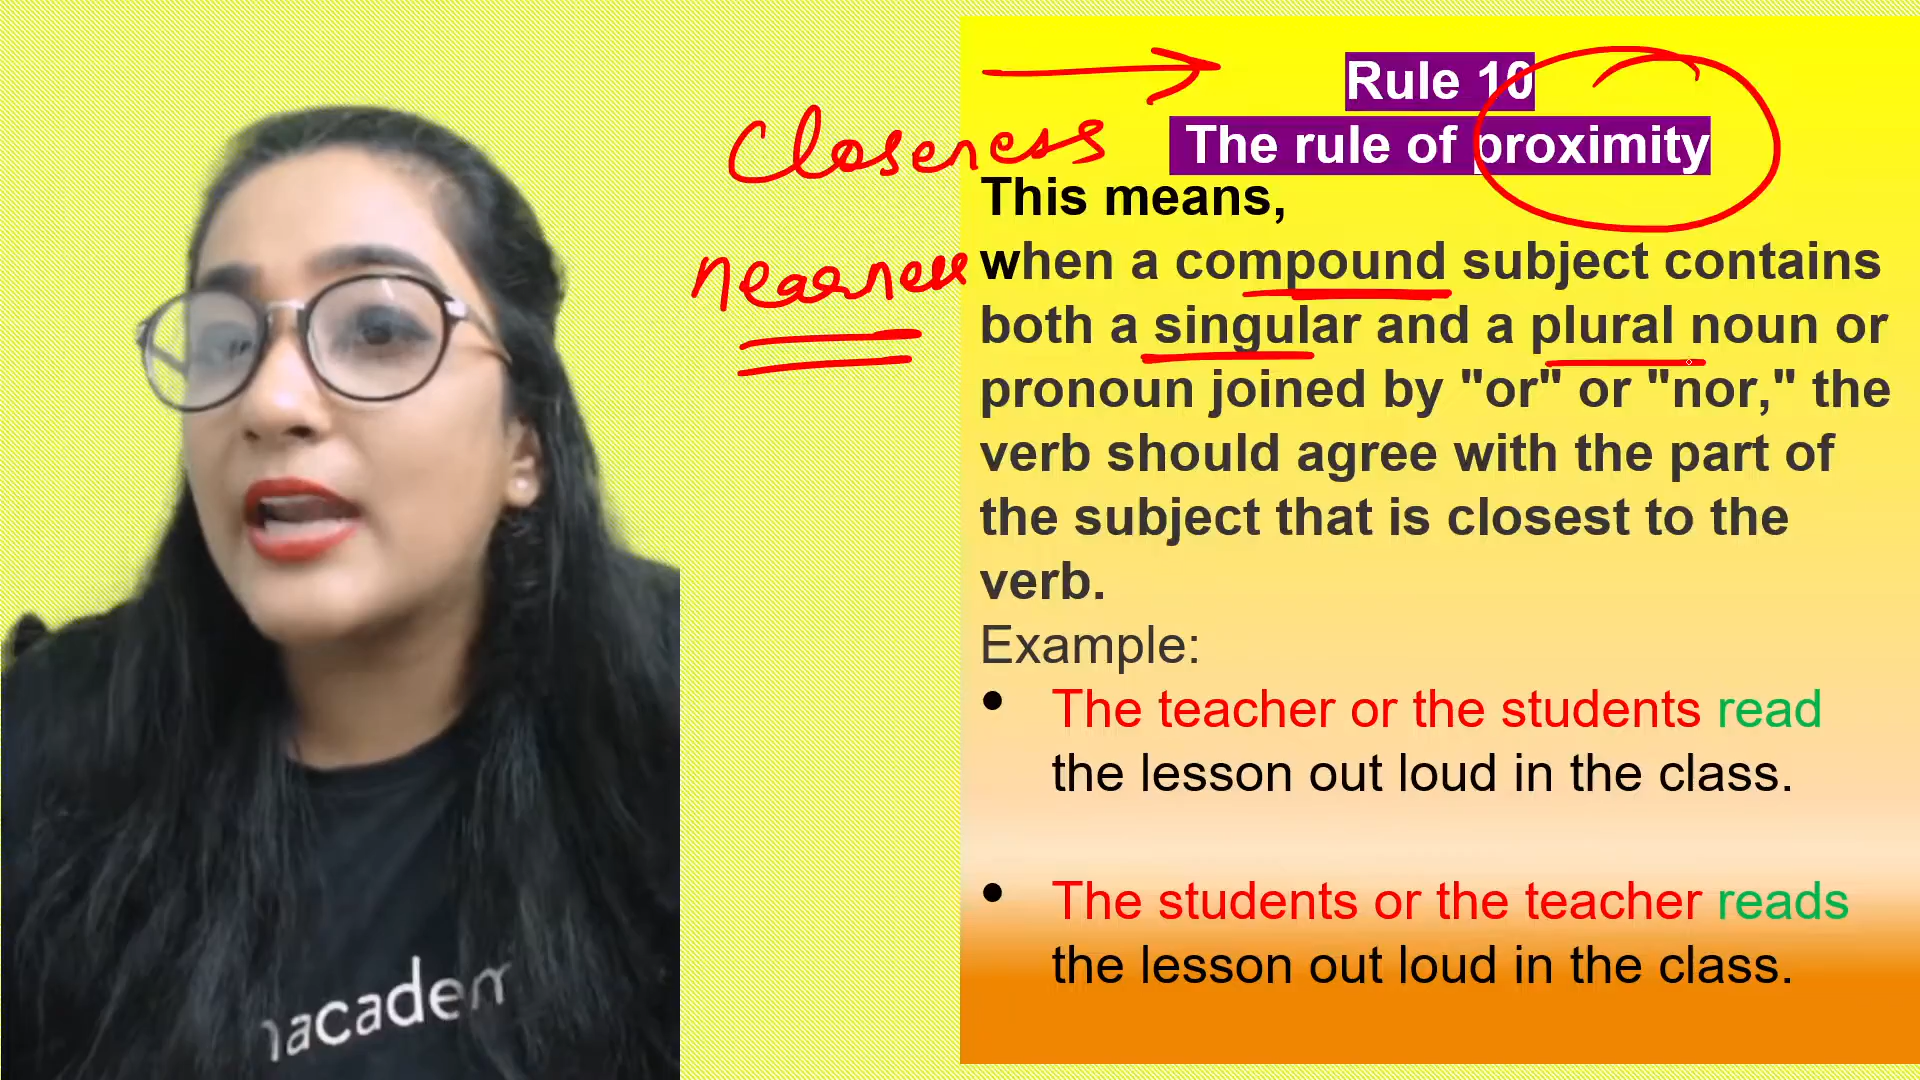 Rule 10
The rule of proximity
Closeness
nearness
This means,
when a compound subject contains
both a singular and a plural noun or
pronoun joined by "or" or "nor," the
verb should agree with the part of
the subject that is closest to the
verb.
Example:
• The teacher or the students read
the lesson out loud in the class.
• The students or the teacher reads
the lesson out loud in the class.
nacadem